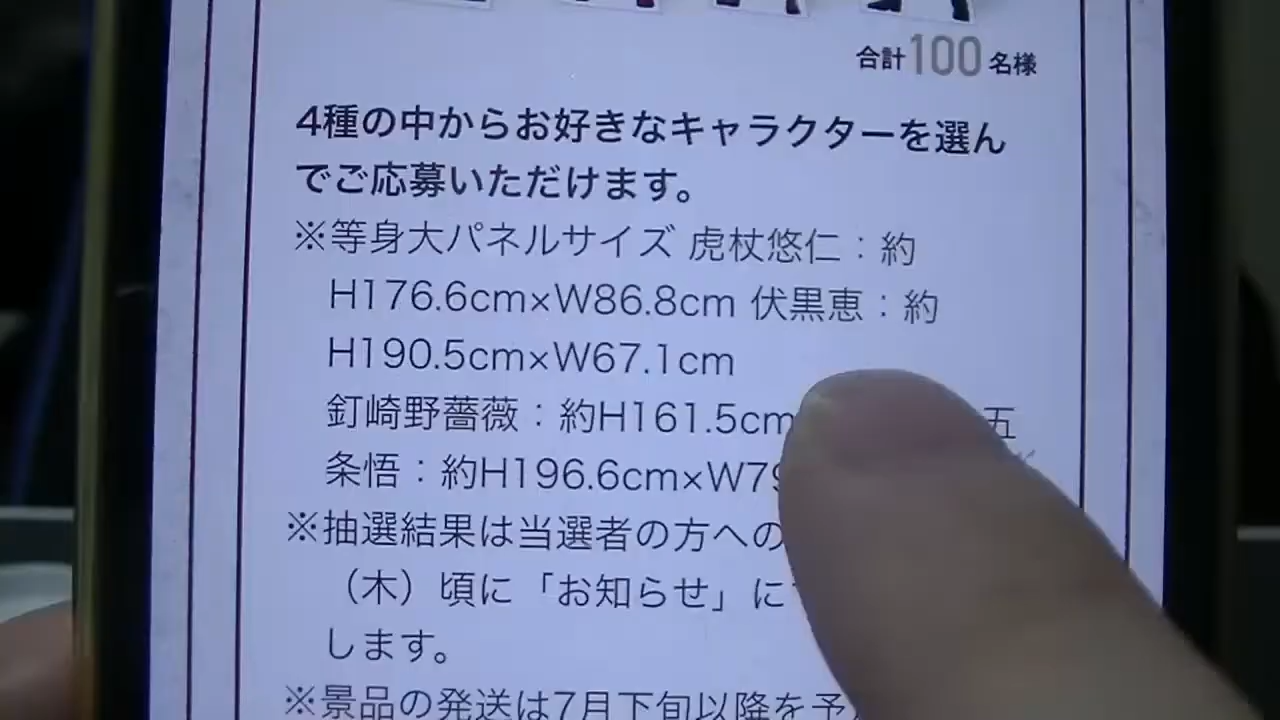 合計100名様
4種の中からお好きなキャラクターを選ん
でご応募いただけます。
※等身大パネルサイズ 虎杖悠仁：約
H176.6cm×W86.8cm 伏黒恵：約
H190.5cm×W67.1cm
釘崎野薔薇：約H161.5cm 五
条悟：約H196.6cm×W79
※抽選結果は当選者の方への
（木）頃に「お知らせ」に
します。
※景品の発送は7月下旬以降を予